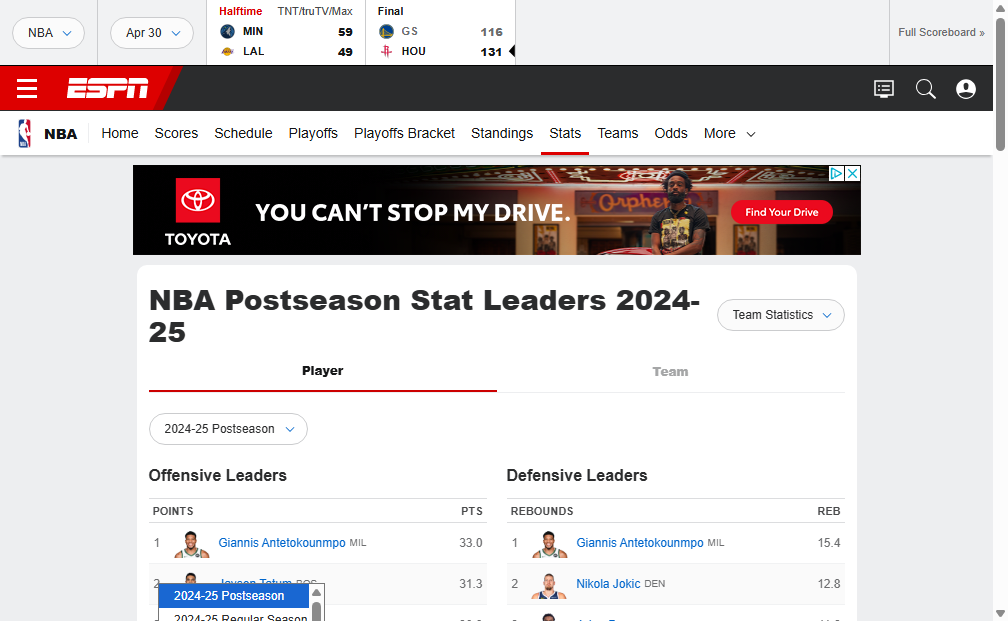 NBA
Apr 30
Halftime TNT/truTV/Max
MIN 59
LAL 49
Final
GS 116
HOU 131
Full Scoreboard »
ESPN
NBA Home Scores Schedule Playoffs Playoffs Bracket Standings Stats Teams Odds More
TOYOTA
YOU CAN'T STOP MY DRIVE.
Find Your Drive
NBA Postseason Stat Leaders 2024-
25
Team Statistics
Player Team
2024-25 Postseason
Offensive Leaders
POINTS PTS
1 Giannis Antetokounmpo MIL 33.0
2 Jayson Tatum BOS 31.3
2024-25 Postseason
2024-25 Regular Season
Defensive Leaders
REBOUNDS REB
1 Giannis Antetokounmpo MIL 15.4
2 Nikola Jokic DEN 12.8